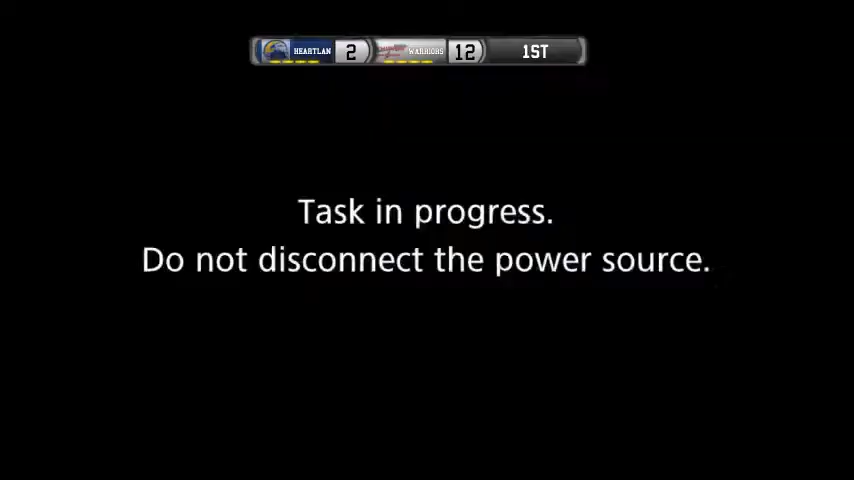 HEARTLAN 2 WARRIORS 12 1ST
Task in progress.
Do not disconnect the power source.